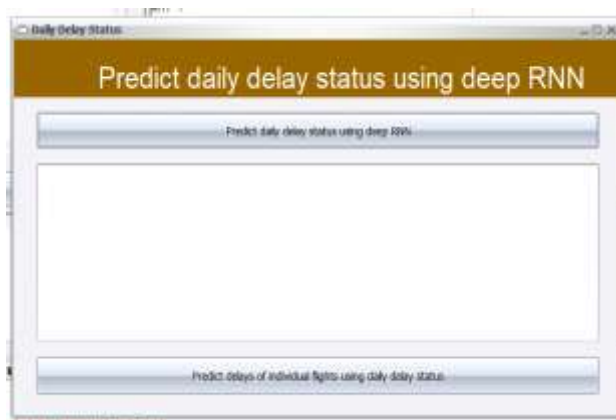 Daily Delay Status
Predict daily delay status using deep RNN
Predict daily delay status using deep RNN
Predict delays of individual flights using daily delay status